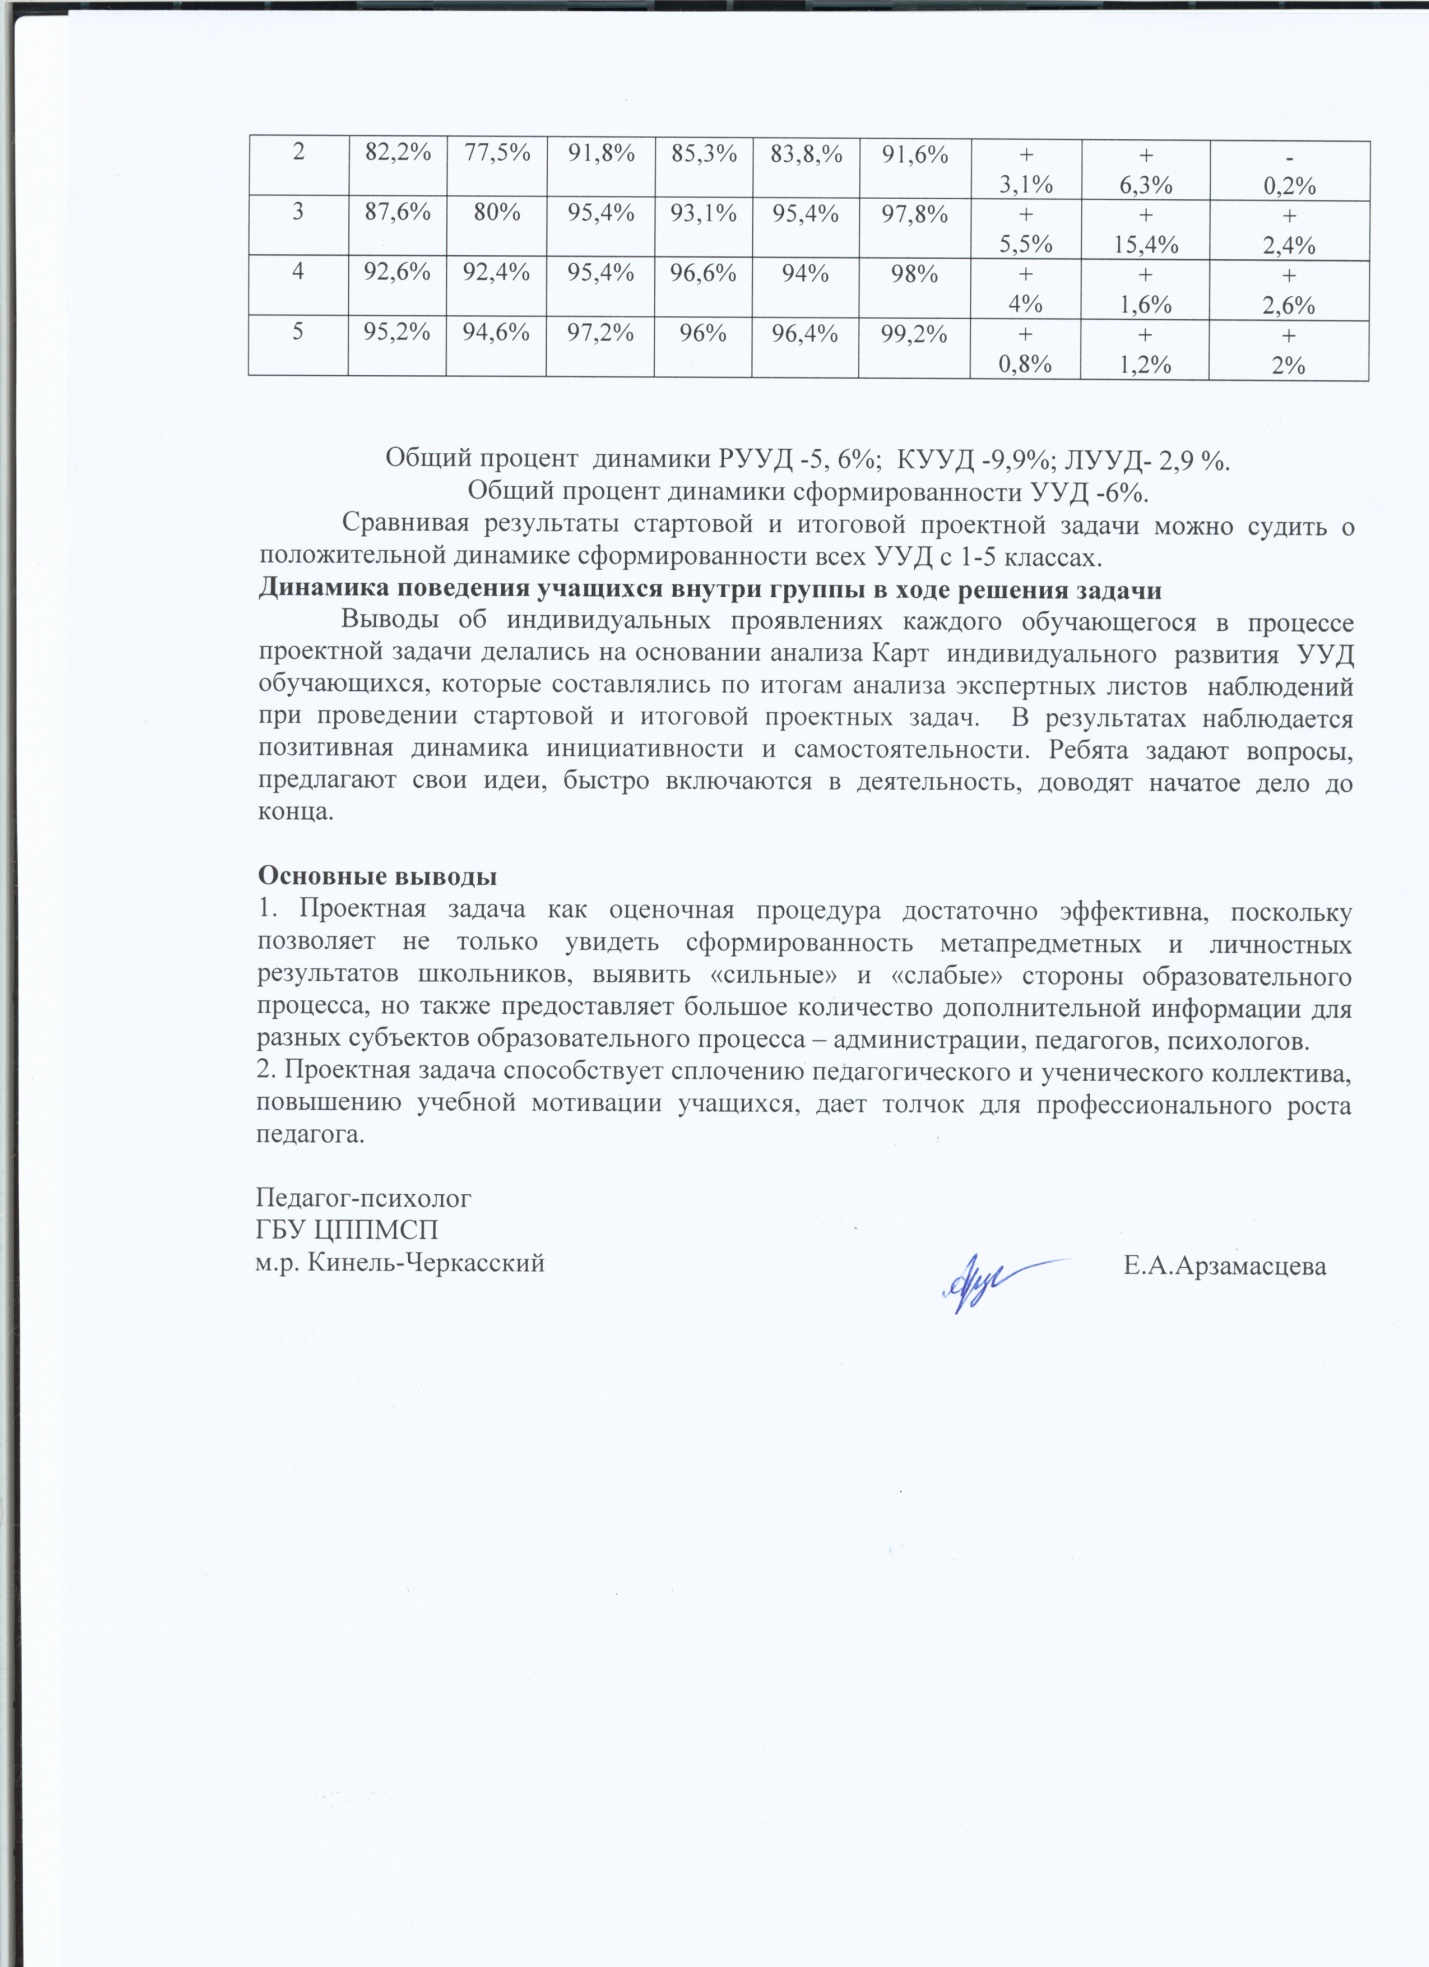 2 82,2% 77,5% 91,8% 85,3% 83,8,% 91,6% + 3,1% + 6,3% - 0,2%
3 87,6% 80% 95,4% 93,1% 95,4% 97,8% + 5,5% + 15,4% + 2,4%
4 92,6% 92,4% 95,4% 96,6% 94% 98% + 4% + 1,6% + 2,6%
5 95,2% 94,6% 97,2% 96% 96,4% 99,2% + 0,8% + 1,2% + 2%
Общий процент динамики РУУД -5, 6%; КУУД -9,9%; ЛУУД- 2,9 %.
Общий процент динамики сформированности УУД -6%.
Сравнивая результаты стартовой и итоговой проектной задачи можно судить о
положительной динамике сформированности всех УУД с 1-5 классах.
Динамика поведения учащихся внутри группы в ходе решения задачи
Выводы об индивидуальных проявлениях каждого обучающегося в процессе
проектной задачи делались на основании анализа Карт индивидуального развития УУД
обучающихся, которые составлялись по итогам анализа экспертных листов наблюдений
при проведении стартовой и итоговой проектных задач. В результатах наблюдается
позитивная динамика инициативности и самостоятельности. Ребята задают вопросы,
предлагают свои идеи, быстро включаются в деятельность, доводят начатое дело до
конца.
Основные выводы
1. Проектная задача как оценочная процедура достаточно эффективна, поскольку
позволяет не только увидеть сформированность метапредметных и личностных
результатов школьников, выявить «сильные» и «слабые» стороны образовательного
процесса, но также предоставляет большое количество дополнительной информации для
разных субъектов образовательного процесса – администрации, педагогов, психологов.
2. Проектная задача способствует сплочению педагогического и ученического коллектива,
повышению учебной мотивации учащихся, дает толчок для профессионального роста
педагога.
Педагог-психолог
ГБУ ЦППМСП
м.р. Кинель-Черкасский Е.А.Арзамасцева